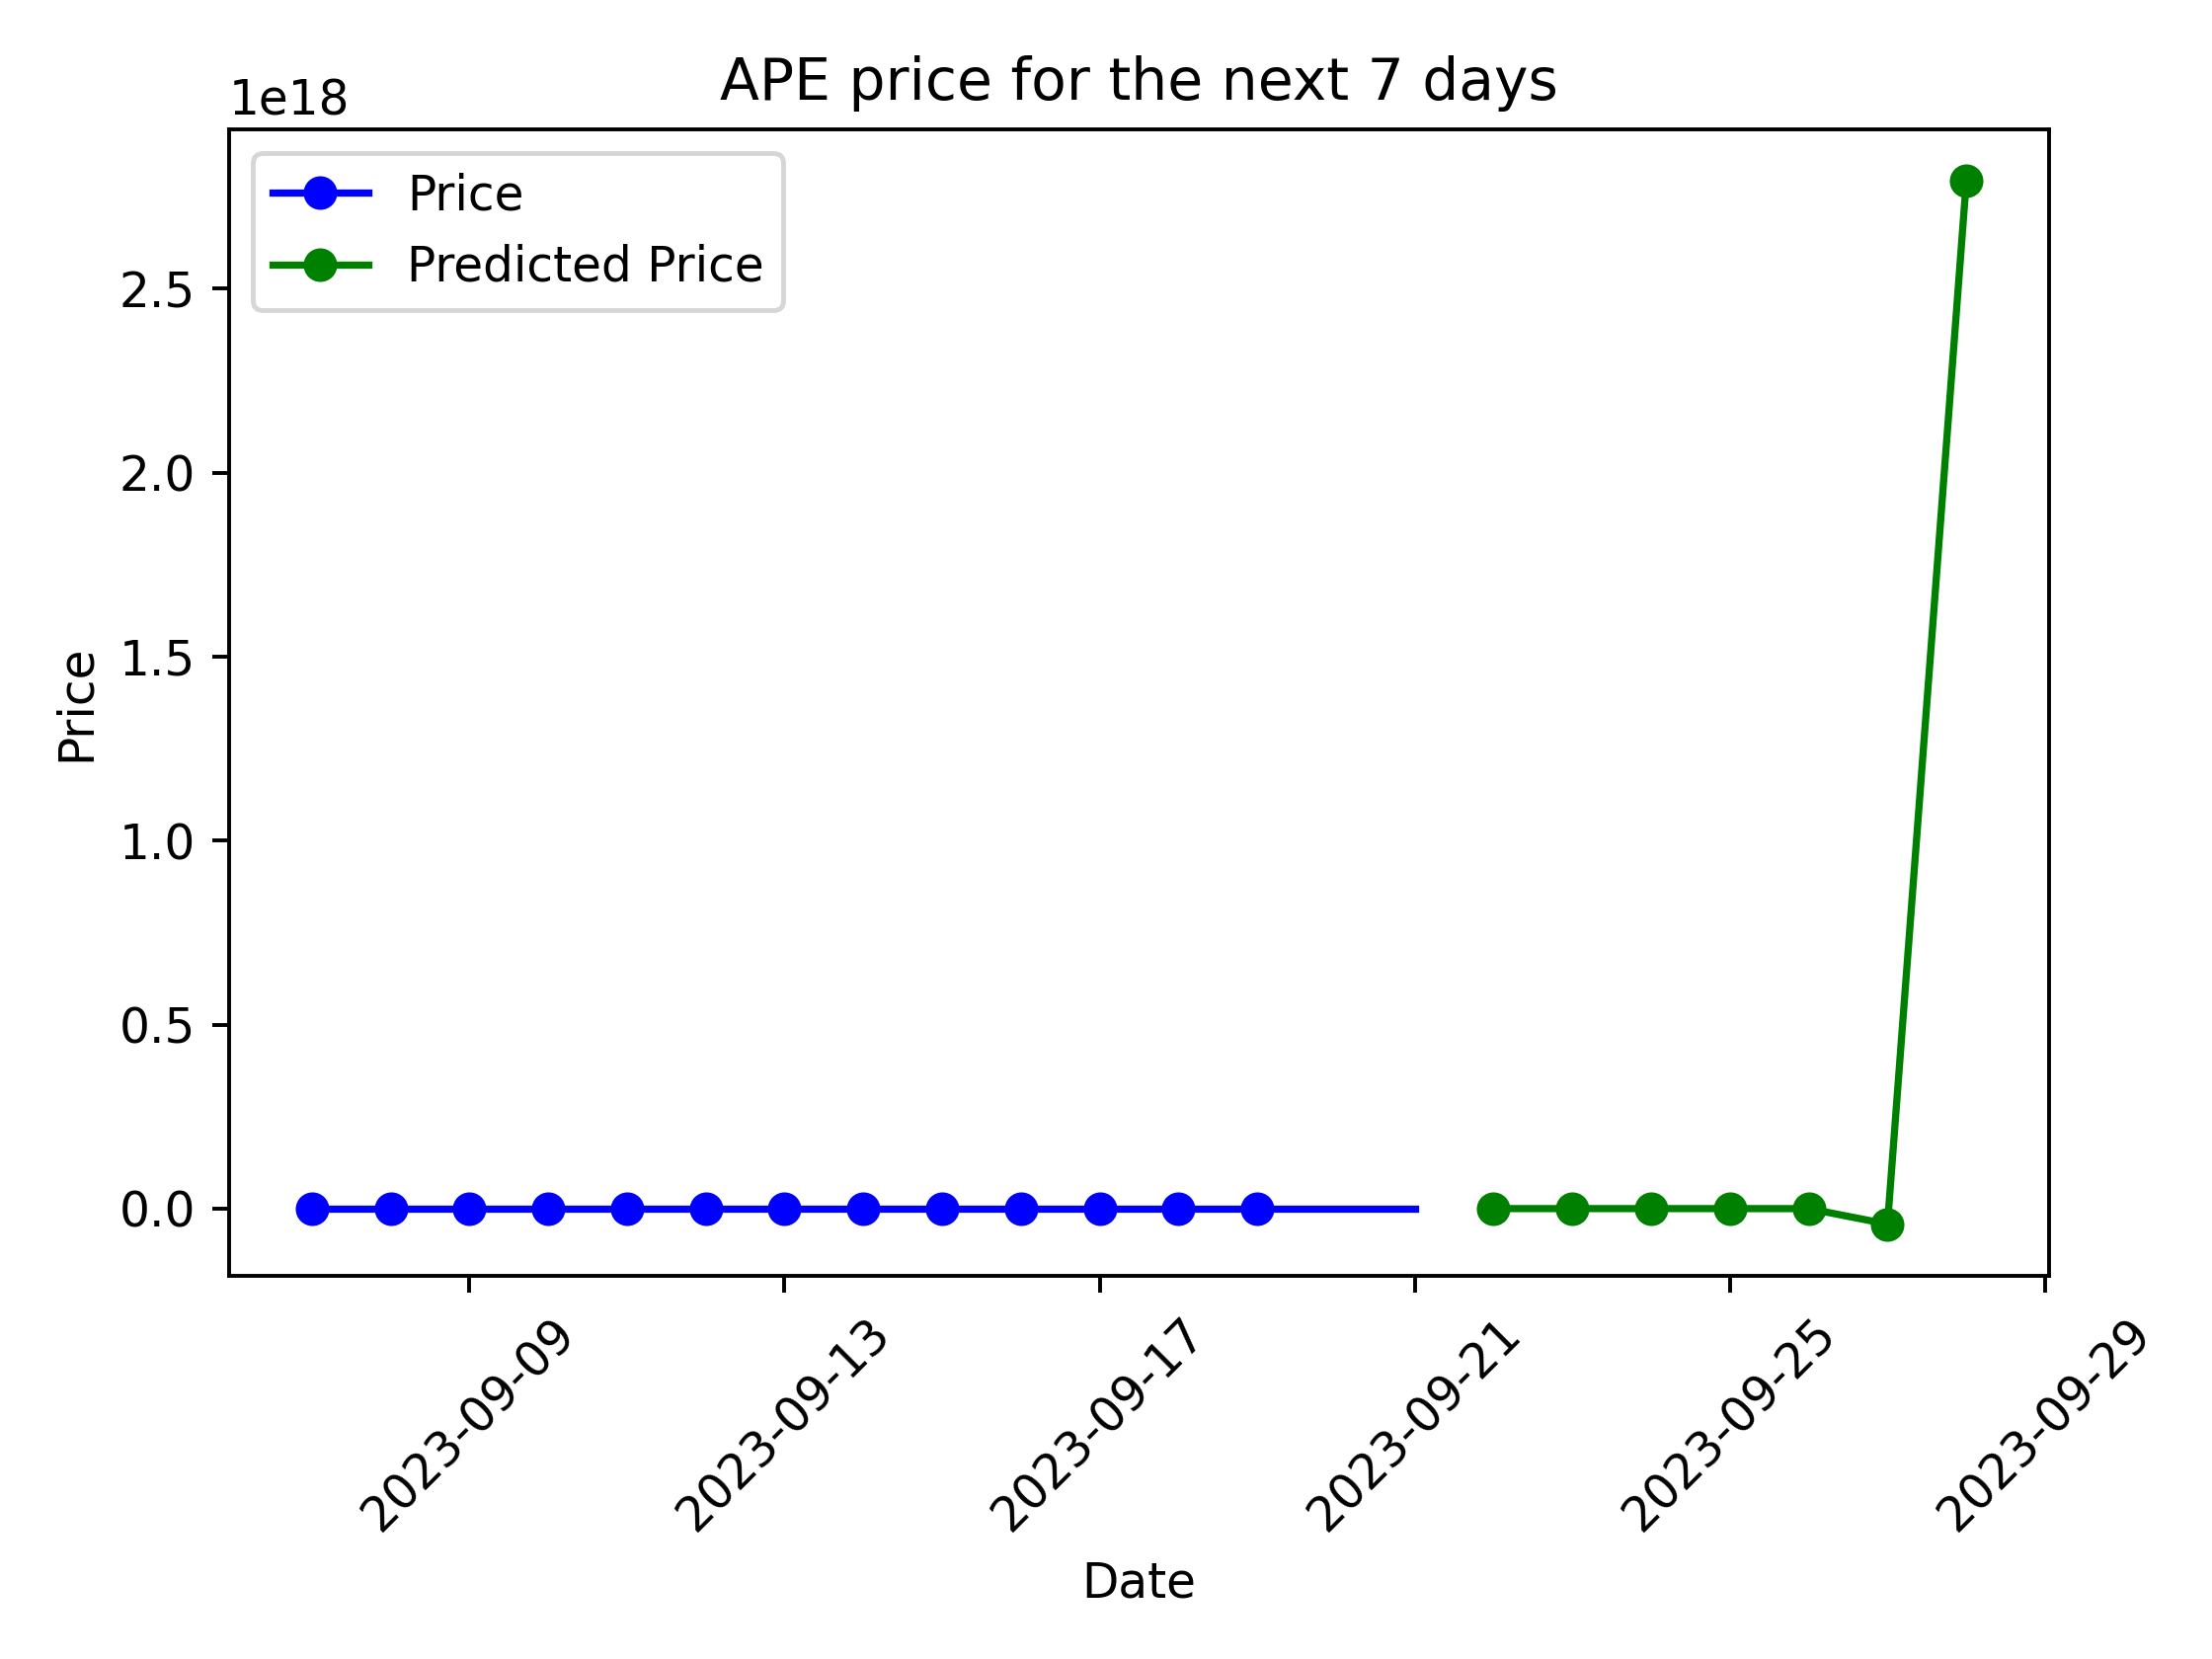 APE price for the next 7 days
1e18
Price
Predicted Price
2.5
2.0
1.5
1.0
0.5
0.0
Price
2023-09-09
2023-09-13
2023-09-17
2023-09-21
2023-09-25
2023-09-29
Date